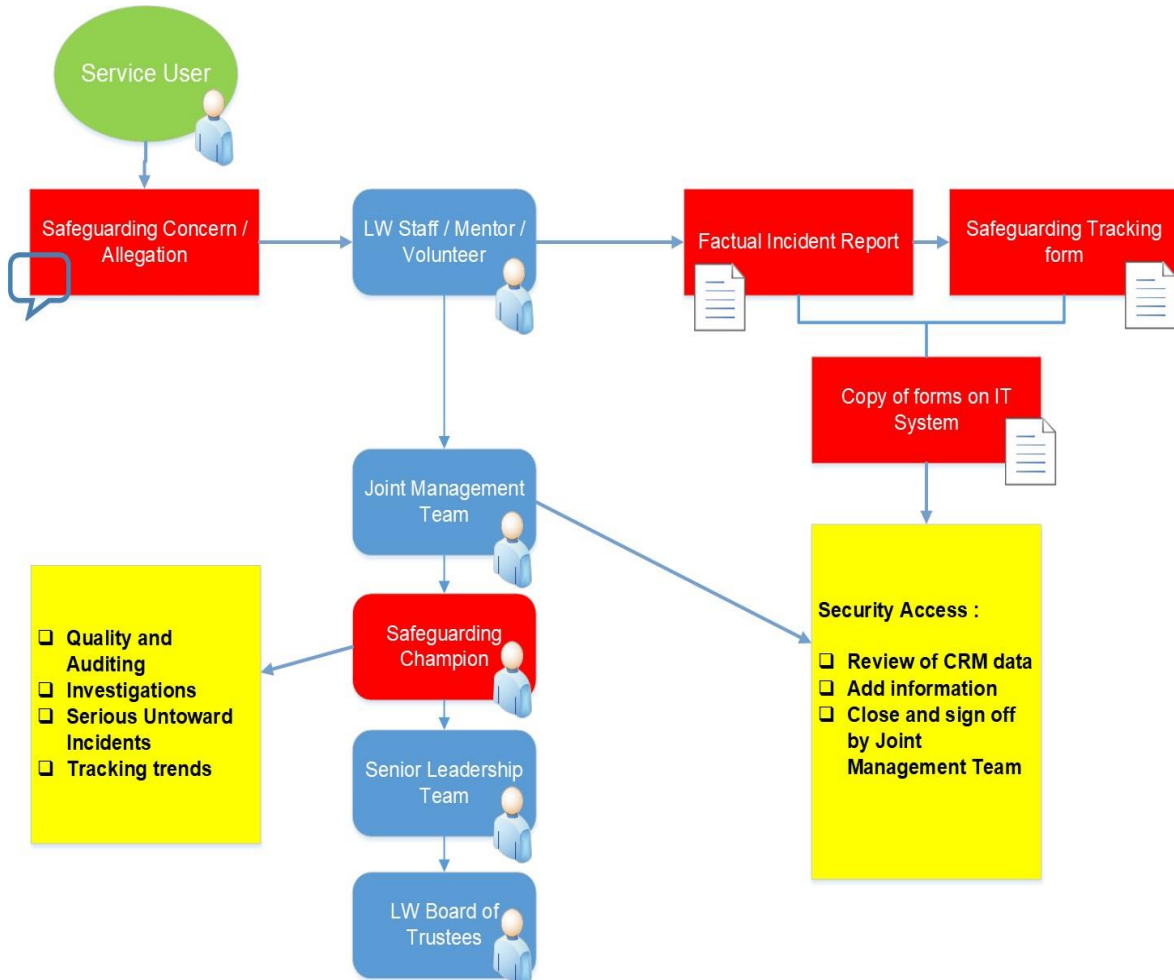 Service User
Safeguarding Concern /
Allegation
LW Staff / Mentor /
Volunteer
Factual Incident Report
Safeguarding Tracking
form
Copy of forms on IT
System
Joint Management
Team
Safeguarding
Champion
Senior Leadership
Team
LW Board of
Trustees
❑ Quality and
Auditing
❑ Investigations
❑ Serious Untoward
Incidents
❑ Tracking trends
Security Access :
❑ Review of CRM data
❑ Add information
❑ Close and sign off
by Joint
Management Team